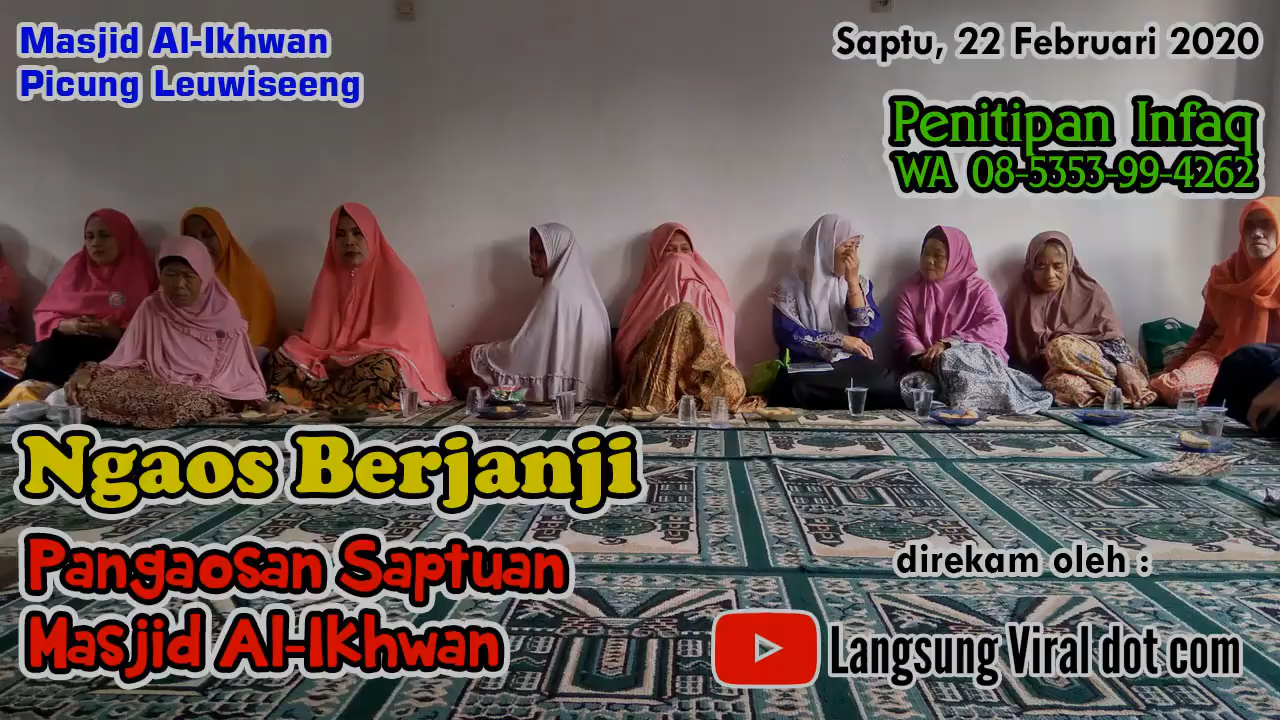 Masjid Al-Ikhwan
Picung Leuwiseeng
Saptu, 22 Februari 2020
Penitipan Infaq
WA 08-5353-99-4262
Ngaos Berjanji
Pangaosan Saptuan
Masjid Al-Ikhwan
direkam oleh :
Langsung Viral dot com